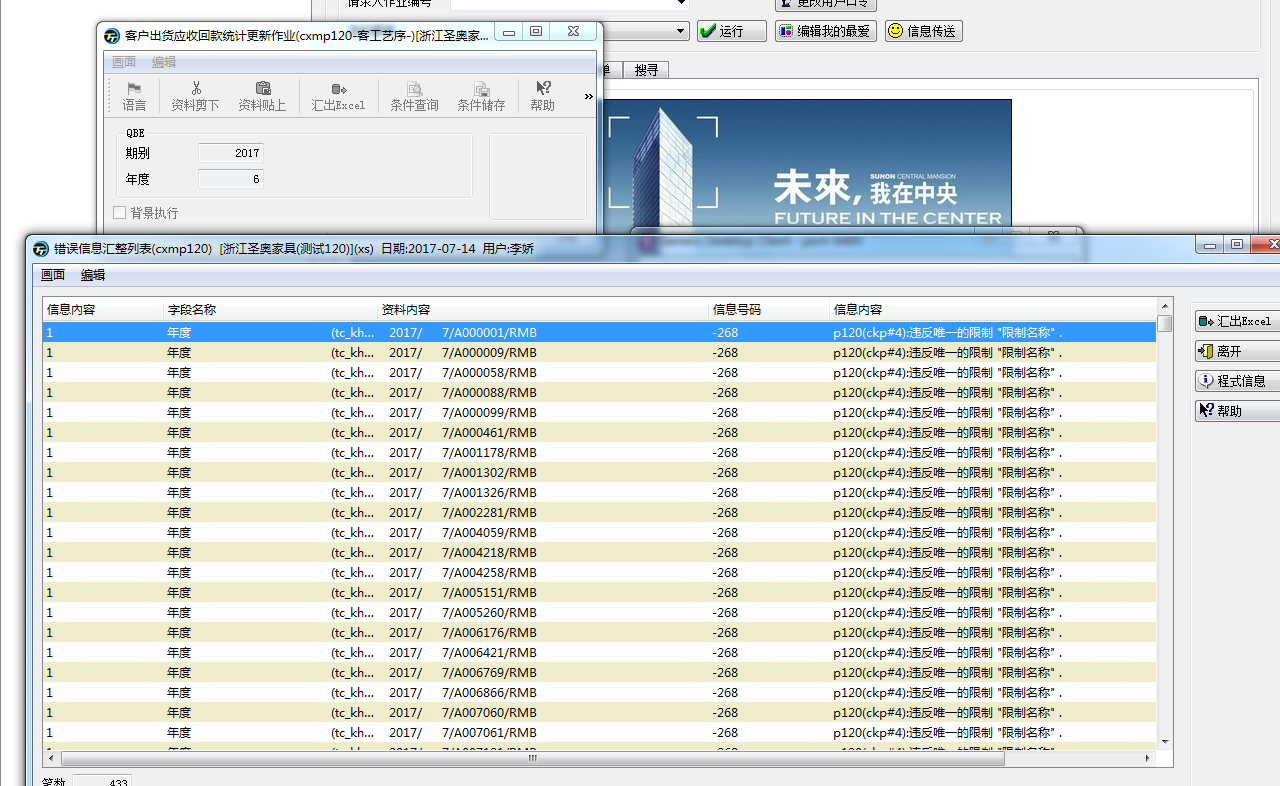 请求人作业编号
更改用户口令
运行
编辑我的最爱
信息传送
单
搜寻
客户出货应收回款统计更新作业(cxmp120-客工艺序-)[浙江圣奥家...
画面 编辑
语言 资料剪下 资料贴上 汇出Excel 条件查询 条件储存 帮助 »
QBE
期别 2017
年度 6
背景执行
未來, SUNON CENTRAL MANSION
我在中央
FUTURE IN THE CENTER
错误信息汇整列表(cxmp120) [浙江圣奥家具(测试120)](xs) 日期:2017-07-14 用户:李娇
画面 编辑
信息内容 字段名称 资料内容 信息号码 信息内容
1 年度 (tc_kh... 2017/ 7/A000001/RMB -268 p120(ckp#4):违反唯一的限制 "限制名称" .
1 年度 (tc_kh... 2017/ 7/A000009/RMB -268 p120(ckp#4):违反唯一的限制 "限制名称" .
1 年度 (tc_kh... 2017/ 7/A000058/RMB -268 p120(ckp#4):违反唯一的限制 "限制名称" .
1 年度 (tc_kh... 2017/ 7/A000088/RMB -268 p120(ckp#4):违反唯一的限制 "限制名称" .
1 年度 (tc_kh... 2017/ 7/A000099/RMB -268 p120(ckp#4):违反唯一的限制 "限制名称" .
1 年度 (tc_kh... 2017/ 7/A000461/RMB -268 p120(ckp#4):违反唯一的限制 "限制名称" .
1 年度 (tc_kh... 2017/ 7/A001178/RMB -268 p120(ckp#4):违反唯一的限制 "限制名称" .
1 年度 (tc_kh... 2017/ 7/A001302/RMB -268 p120(ckp#4):违反唯一的限制 "限制名称" .
1 年度 (tc_kh... 2017/ 7/A001326/RMB -268 p120(ckp#4):违反唯一的限制 "限制名称" .
1 年度 (tc_kh... 2017/ 7/A002281/RMB -268 p120(ckp#4):违反唯一的限制 "限制名称" .
1 年度 (tc_kh... 2017/ 7/A004059/RMB -268 p120(ckp#4):违反唯一的限制 "限制名称" .
1 年度 (tc_kh... 2017/ 7/A004218/RMB -268 p120(ckp#4):违反唯一的限制 "限制名称" .
1 年度 (tc_kh... 2017/ 7/A004258/RMB -268 p120(ckp#4):违反唯一的限制 "限制名称" .
1 年度 (tc_kh... 2017/ 7/A005151/RMB -268 p120(ckp#4):违反唯一的限制 "限制名称" .
1 年度 (tc_kh... 2017/ 7/A005260/RMB -268 p120(ckp#4):违反唯一的限制 "限制名称" .
1 年度 (tc_kh... 2017/ 7/A006176/RMB -268 p120(ckp#4):违反唯一的限制 "限制名称" .
1 年度 (tc_kh... 2017/ 7/A006421/RMB -268 p120(ckp#4):违反唯一的限制 "限制名称" .
1 年度 (tc_kh... 2017/ 7/A006769/RMB -268 p120(ckp#4):违反唯一的限制 "限制名称" .
1 年度 (tc_kh... 2017/ 7/A006866/RMB -268 p120(ckp#4):违反唯一的限制 "限制名称" .
1 年度 (tc_kh... 2017/ 7/A007060/RMB -268 p120(ckp#4):违反唯一的限制 "限制名称" .
1 年度 (tc_kh... 2017/ 7/A007061/RMB -268 p120(ckp#4):违反唯一的限制 "限制名称" .
汇出Excel
离开
程式信息
帮助
笔数 433